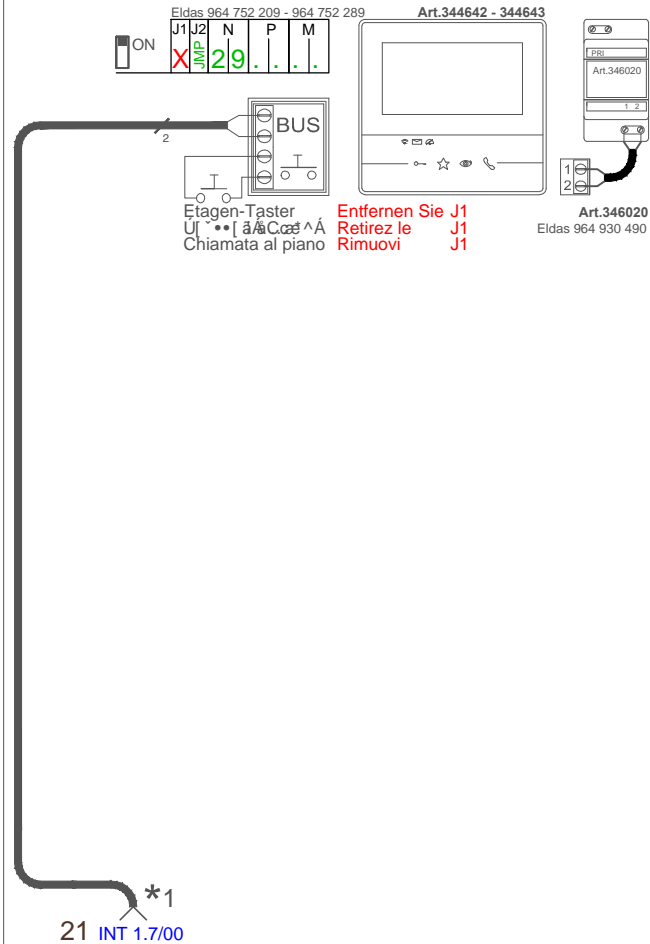 Eldas 964 752 209 - 964 752 289
Art.344642 - 344643
ON
J1 J2 N P M
X JMP 2 9 . . . .
PRI
Art.346020
1 2
2
BUS
1
2
Etagen-Taster
Chiamata al piano
Entfernen Sie J1
Retirez le J1
Rimuovi J1
Art.346020
Eldas 964 930 490
*1
21 INT 1.7/00